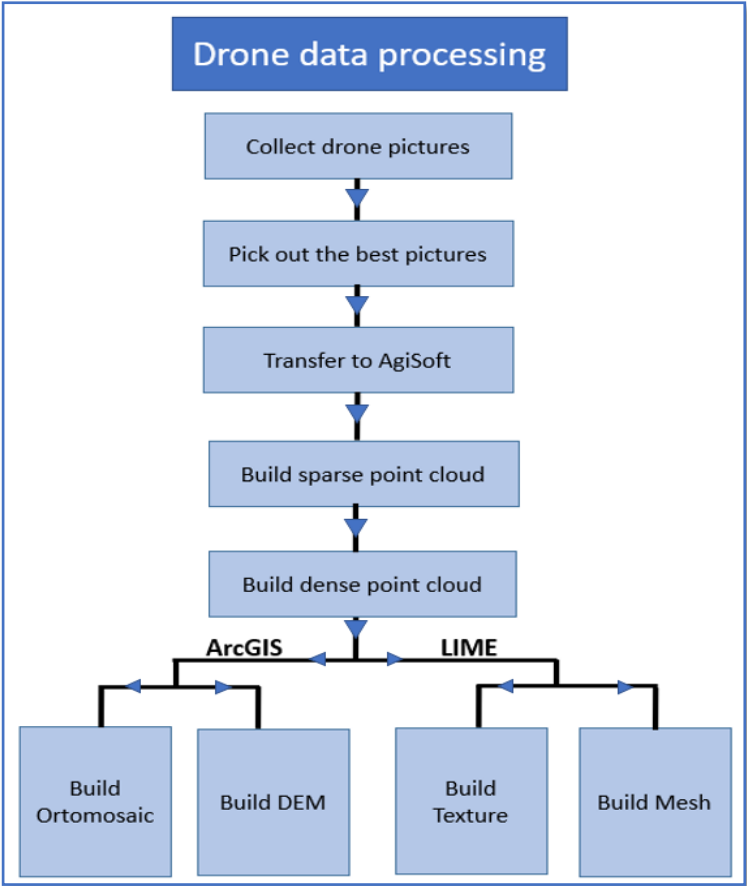 Drone data processing
Collect drone pictures
Pick out the best pictures
Transfer to AgiSoft
Build sparse point cloud
Build dense point cloud
ArcGIS
LIME
Build
Ortomosaic
Build DEM
Build
Texture
Build Mesh